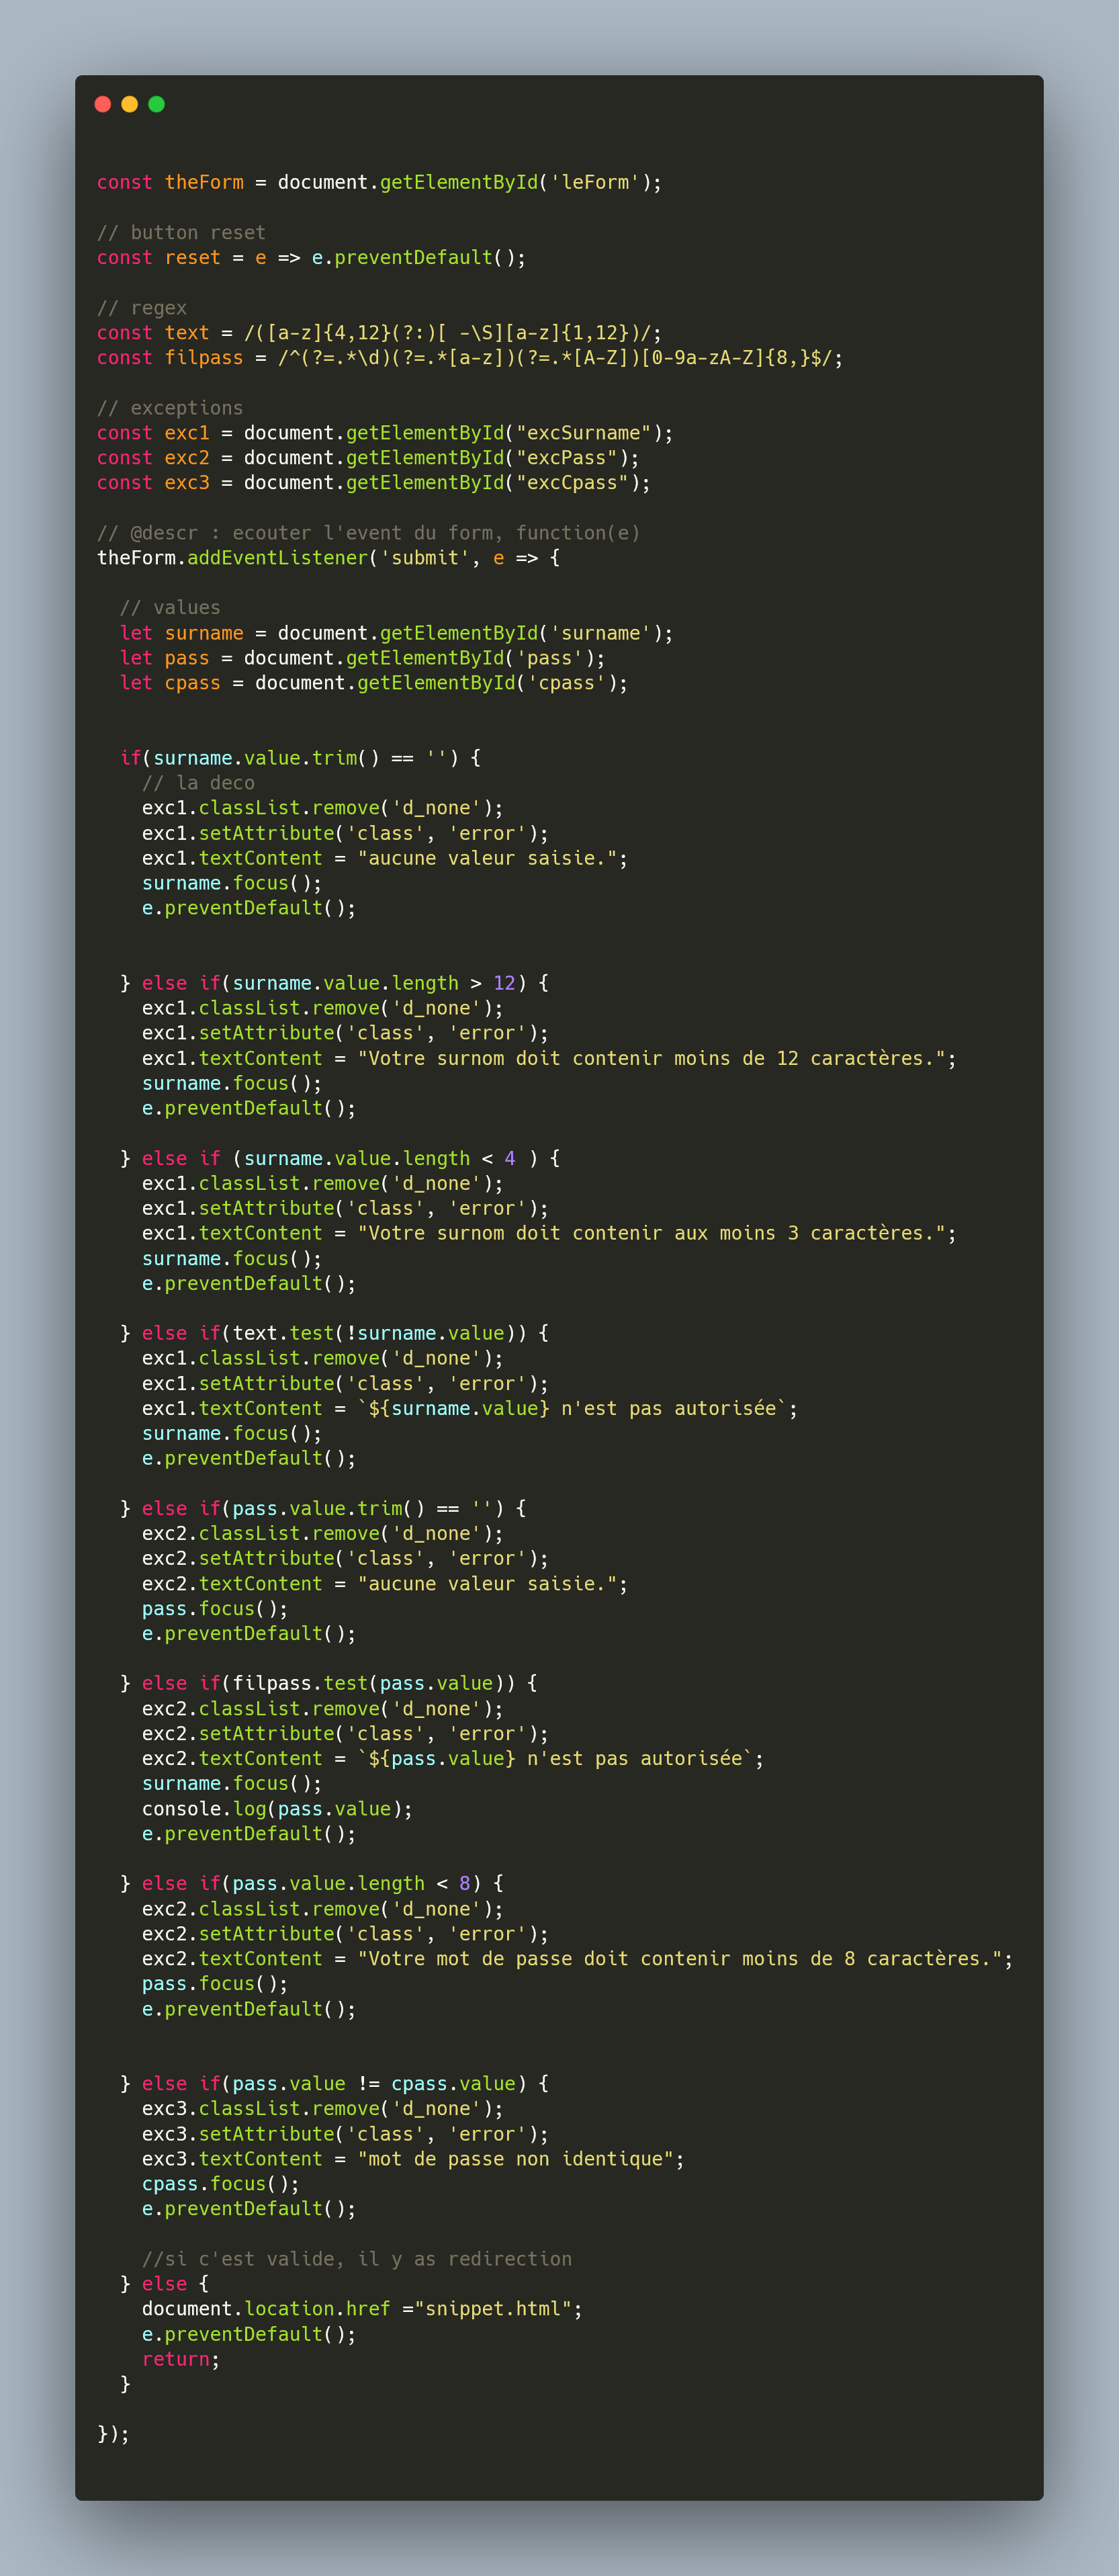 const theForm = document.getElementById('leForm');
// button reset
const reset = e => e.preventDefault();
// regex
const text = /([a-z]{4,12}(?:)[ -\S][a-z]{1,12})/;
const filpass = /^(?=.*\d)(?=.*[a-z])(?=.*[A-Z])[0-9a-zA-Z]{8,}$/;
// exceptions
const exc1 = document.getElementById("excSurname");
const exc2 = document.getElementById("excPass");
const exc3 = document.getElementById("excCpass");
// @descr : ecouter l'event du form, function(e)
theForm.addEventListener('submit', e => {
  // values
  let surname = document.getElementById('surname');
  let pass = document.getElementById('pass');
  let cpass = document.getElementById('cpass');
  if(surname.value.trim() == '') {
    // la deco
    exc1.classList.remove('d_none');
    exc1.setAttribute('class', 'error');
    exc1.textContent = "aucune valeur saisie.";
    surname.focus();
    e.preventDefault();
  } else if(surname.value.length > 12) {
    exc1.classList.remove('d_none');
    exc1.setAttribute('class', 'error');
    exc1.textContent = "Votre surnom doit contenir moins de 12 caractères.";
    surname.focus();
    e.preventDefault();
  } else if (surname.value.length < 4 ) {
    exc1.classList.remove('d_none');
    exc1.setAttribute('class', 'error');
    exc1.textContent = "Votre surnom doit contenir aux moins 3 caractères.";
    surname.focus();
    e.preventDefault();
  } else if(text.test(!surname.value)) {
    exc1.classList.remove('d_none');
    exc1.setAttribute('class', 'error');
    exc1.textContent = `${surname.value} n'est pas autorisée`;
    surname.focus();
    e.preventDefault();
  } else if(pass.value.trim() == '') {
    exc2.classList.remove('d_none');
    exc2.setAttribute('class', 'error');
    exc2.textContent = "aucune valeur saisie.";
    pass.focus();
    e.preventDefault();
  } else if(filpass.test(pass.value)) {
    exc2.classList.remove('d_none');
    exc2.setAttribute('class', 'error');
    exc2.textContent = `${pass.value} n'est pas autorisée`;
    surname.focus();
    console.log(pass.value);
    e.preventDefault();
  } else if(pass.value.length < 8) {
    exc2.classList.remove('d_none');
    exc2.setAttribute('class', 'error');
    exc2.textContent = "Votre mot de passe doit contenir moins de 8 caractères.";
    pass.focus();
    e.preventDefault();
  } else if(pass.value != cpass.value) {
    exc3.classList.remove('d_none');
    exc3.setAttribute('class', 'error');
    exc3.textContent = "mot de passe non identique";
    cpass.focus();
    e.preventDefault();
    //si c'est valide, il y as redirection
  } else {
    document.location.href ="snippet.html";
    e.preventDefault();
    return;
  }
});